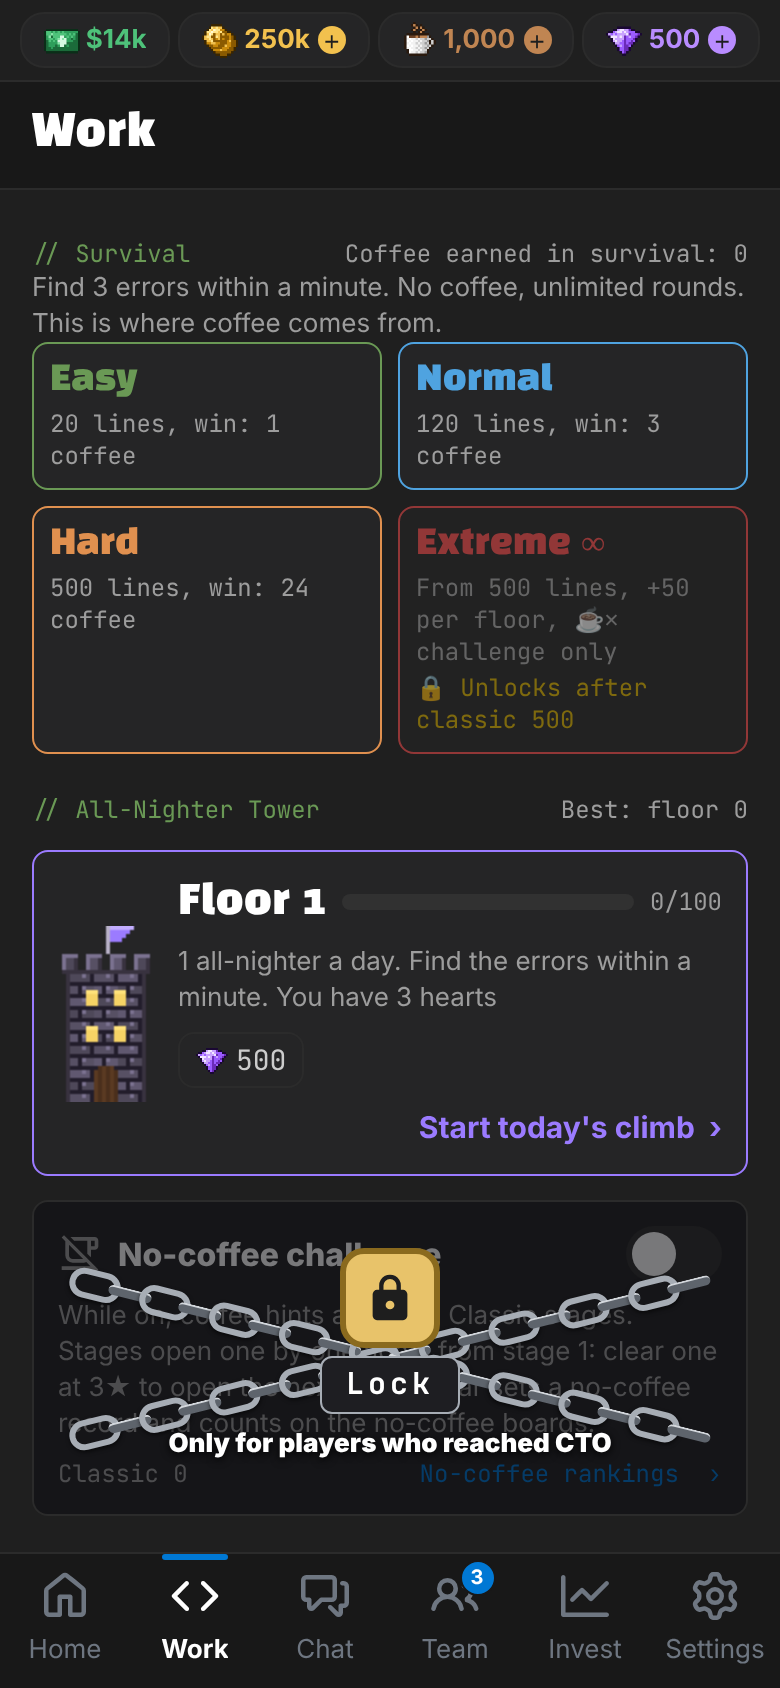 $14k 250k + 1,000 + 500 +
Work
// Survival Coffee earned in survival: 0
Find 3 errors within a minute. No coffee, unlimited rounds.
This is where coffee comes from.
Easy
20 lines, win: 1
coffee
Normal
120 lines, win: 3
coffee
Hard
500 lines, win: 24
coffee
Extreme ∞
From 500 lines, +50
per floor, ☕×
challenge only
🔒 Unlocks after
classic 500
// All-Nighter Tower Best: floor 0
Floor 1 0/100
1 all-nighter a day. Find the errors within a
minute. You have 3 hearts
500
Start today's climb ›
No-coffee challenge
While on, coffee hints Classic stages.
Stages open one by from stage 1: clear one
at 3★ to open the a no-coffee
record and counts on the no-coffee boards.
Lock
Only for players who reached CTO
Classic 0 No-coffee rankings ›
3
Home Work Chat Team Invest Settings